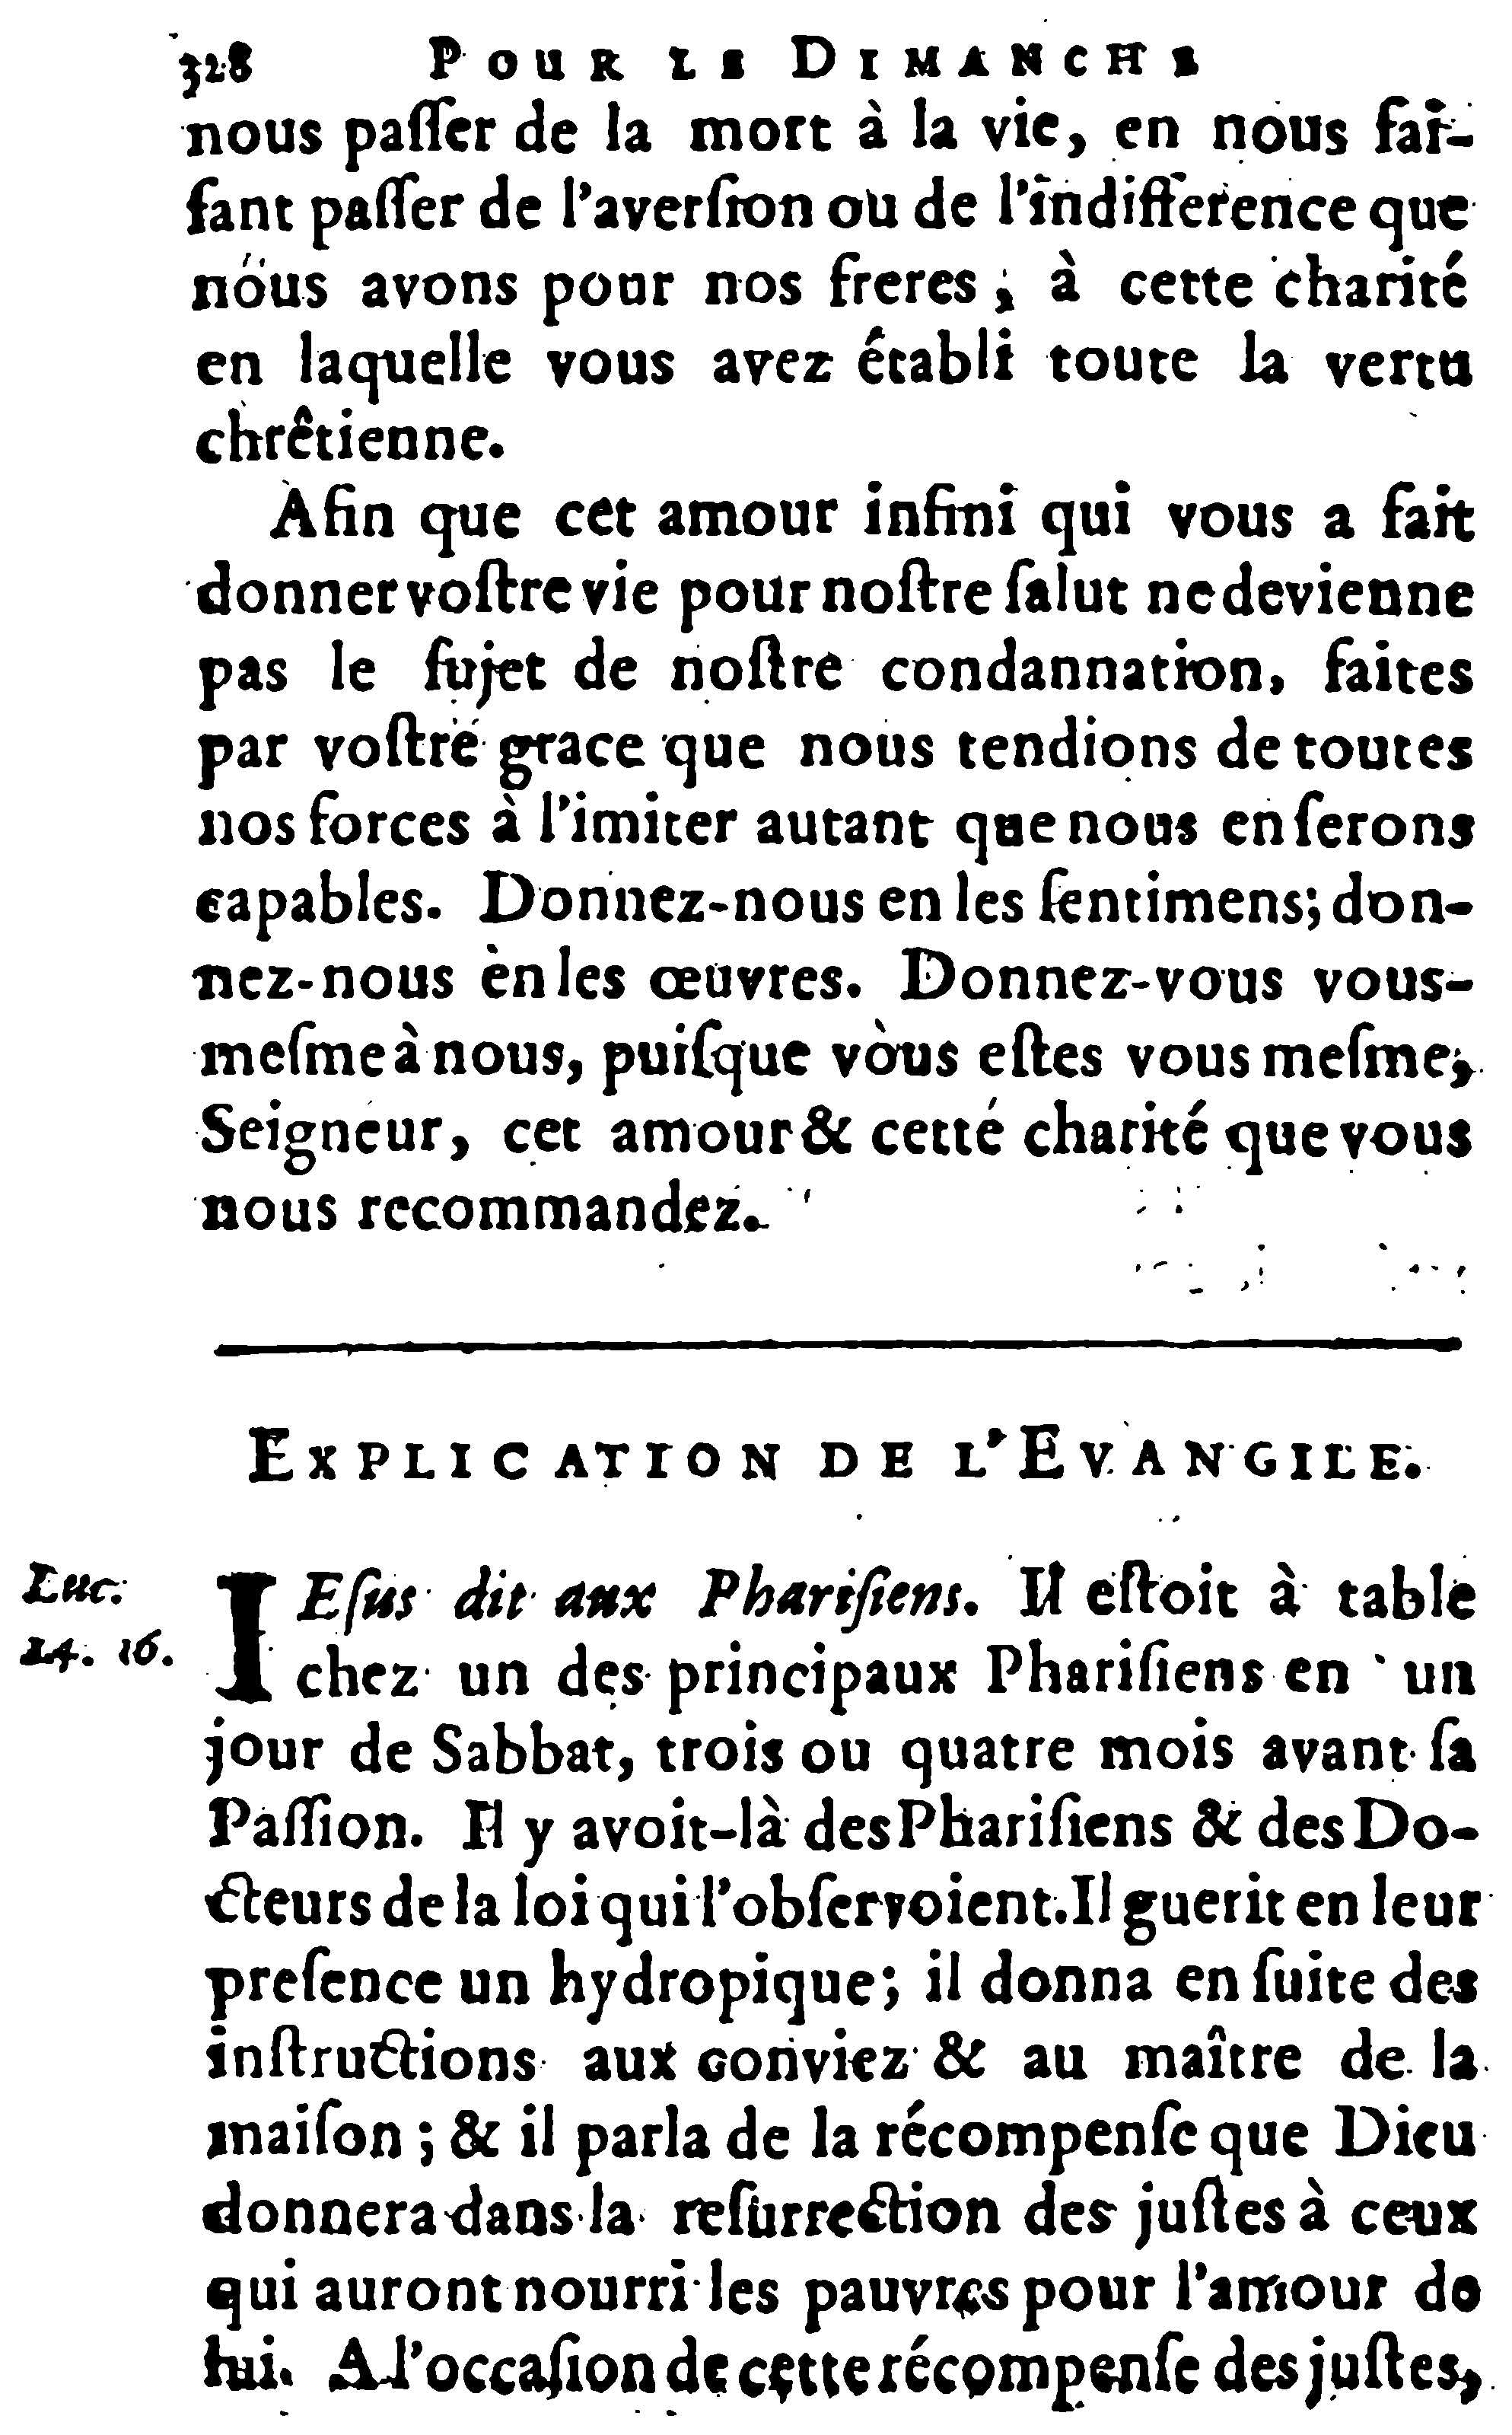 328 POUR LE DIMANCHE
nous paſſer de la mort à la vie, en nous fai-
ſant paſſer de l'averſion ou de l'indifference que
nous avons pour nos freres, à cette charité
en laquelle vous avez établi toute la vertu
chrêtienne.
Afin que cet amour infini qui vous a fait
donner voſtre vie pour noſtre ſalut ne devienne
pas le ſujet de noſtre condannation, faites
par voſtre grace que nous tendions de toutes
nos forces à l'imiter autant que nous en ſerons
capables. Donnez-nous en les ſentimens; don-
nez-nous en les œuvres. Donnez-vous vous-
meſme à nous, puiſque vous eſtes vous meſme,
Seigneur, cet amour & cette charité que vous
nous recommandez.
EXPLICATION DE L'EVANGILE.
Luc.
14. 16.
IEſus dit aux Phariſiens. Il eſtoit à table
chez un des principaux Phariſiens en un
jour de Sabbat, trois ou quatre mois avant ſa
Paſſion. Il y avoit-là des Phariſiens & des Do-
cteurs de la loi qui l'obſervoient. Il guerit en leur
preſence un hydropique; il donna en ſuite des
inſtructions aux conviez & au maître de la
maiſon; & il parla de la récompenſe que Dieu
donnera dans la reſurrection des juſtes à ceux
qui auront nourri les pauvres pour l'amour de
lui. A l'occaſion de cette récompenſe des juſtes,